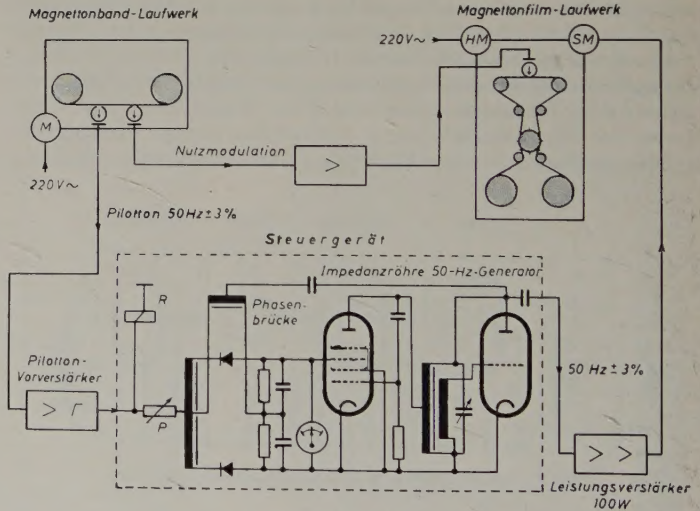 Magnettonband-Laufwerk
Magnettonfilm-Laufwerk
220V~
HM
SM
M
220V~
Nutzmodulation
>
Pilotton 50Hz±3%
Steuergerät
Impedanzröhre 50-Hz-Generator
Phasen-
brücke
R
Pilotton-
Vorverstärker
> Γ
P
50 Hz ± 3%
> >
Leistungsverstärker
100W